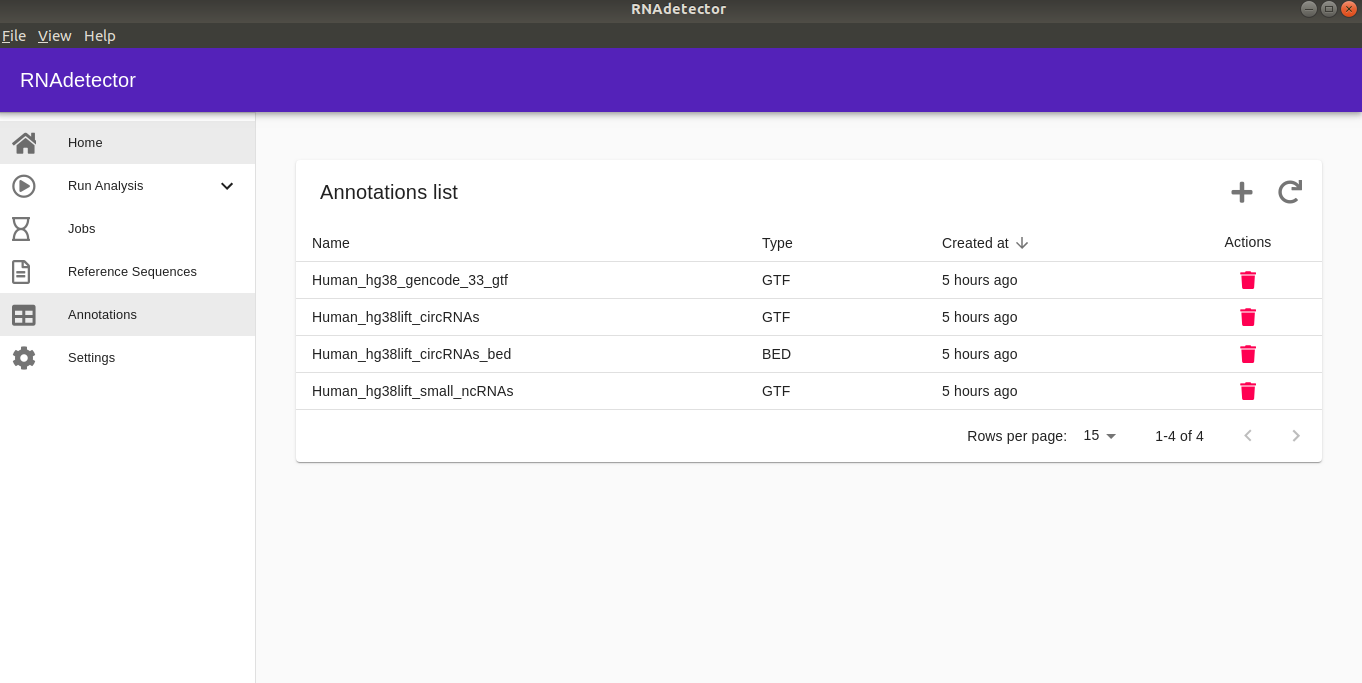 RNAdetector
File View Help
RNAdetector
Home
Run Analysis
Jobs
Reference Sequences
Annotations
Settings
Annotations list
Name Type Created at Actions
Human_hg38_gencode_33_gtf GTF 5 hours ago
Human_hg38lift_circRNAs GTF 5 hours ago
Human_hg38lift_circRNAs_bed BED 5 hours ago
Human_hg38lift_small_ncRNAs GTF 5 hours ago
Rows per page: 15 1-4 of 4